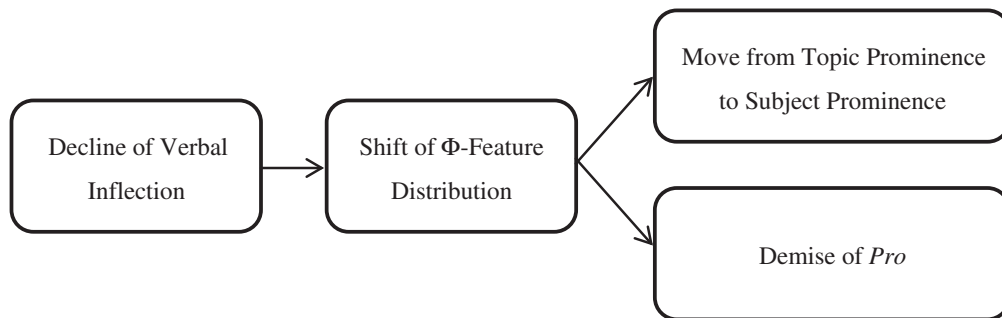 Decline of Verbal
Inflection
Shift of Φ-Feature
Distribution
Move from Topic Prominence
to Subject Prominence
Demise of Pro